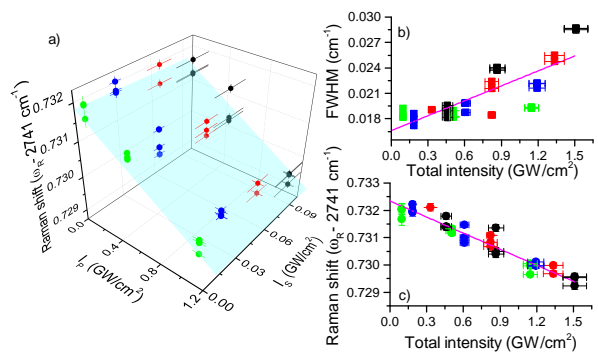 a)
Raman shift (ωR - 2741 cm-1)
0.732
0.731
0.730
0.729
0.0
0.4
0.8
1.2
IP (GW/cm2)
0.00
0.03
0.06
0.09
IS (GW/cm2)
b)
FWHM (cm-1)
0.030
0.027
0.024
0.021
0.018
0.0 0.3 0.6 0.9 1.2 1.5
Total intensity (GW/cm2)
Raman shift (ωR - 2741 cm-1)
0.733
0.732
0.731
0.730
0.729
c)
0.0 0.3 0.6 0.9 1.2 1.5
Total intensity (GW/cm2)